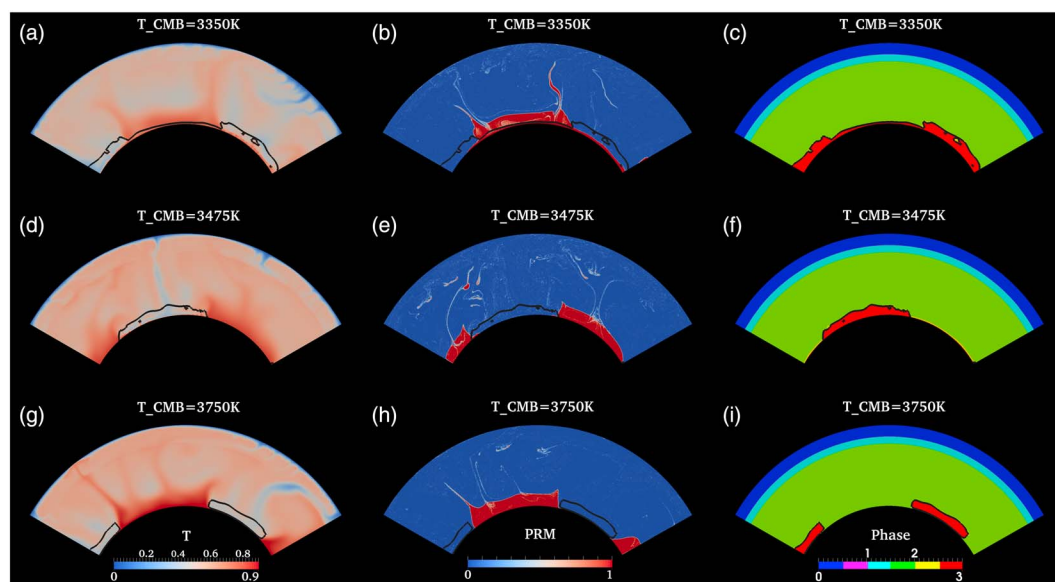 (a) T_CMB=3350K
(b) T_CMB=3350K
(c) T_CMB=3350K
(d) T_CMB=3475K
(e) T_CMB=3475K
(f) T_CMB=3475K
(g) T_CMB=3750K
(h) T_CMB=3750K
(i) T_CMB=3750K
T
0.2 0.4 0.6 0.8
0 0.9
PRM
0 1
Phase
1 2
0 3